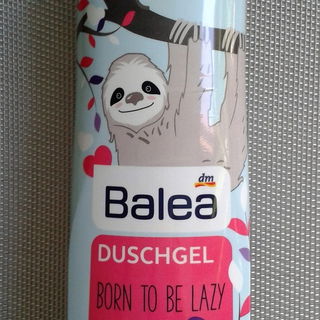 dm
Balea
DUSCHGEL
BORN TO BE LAZY